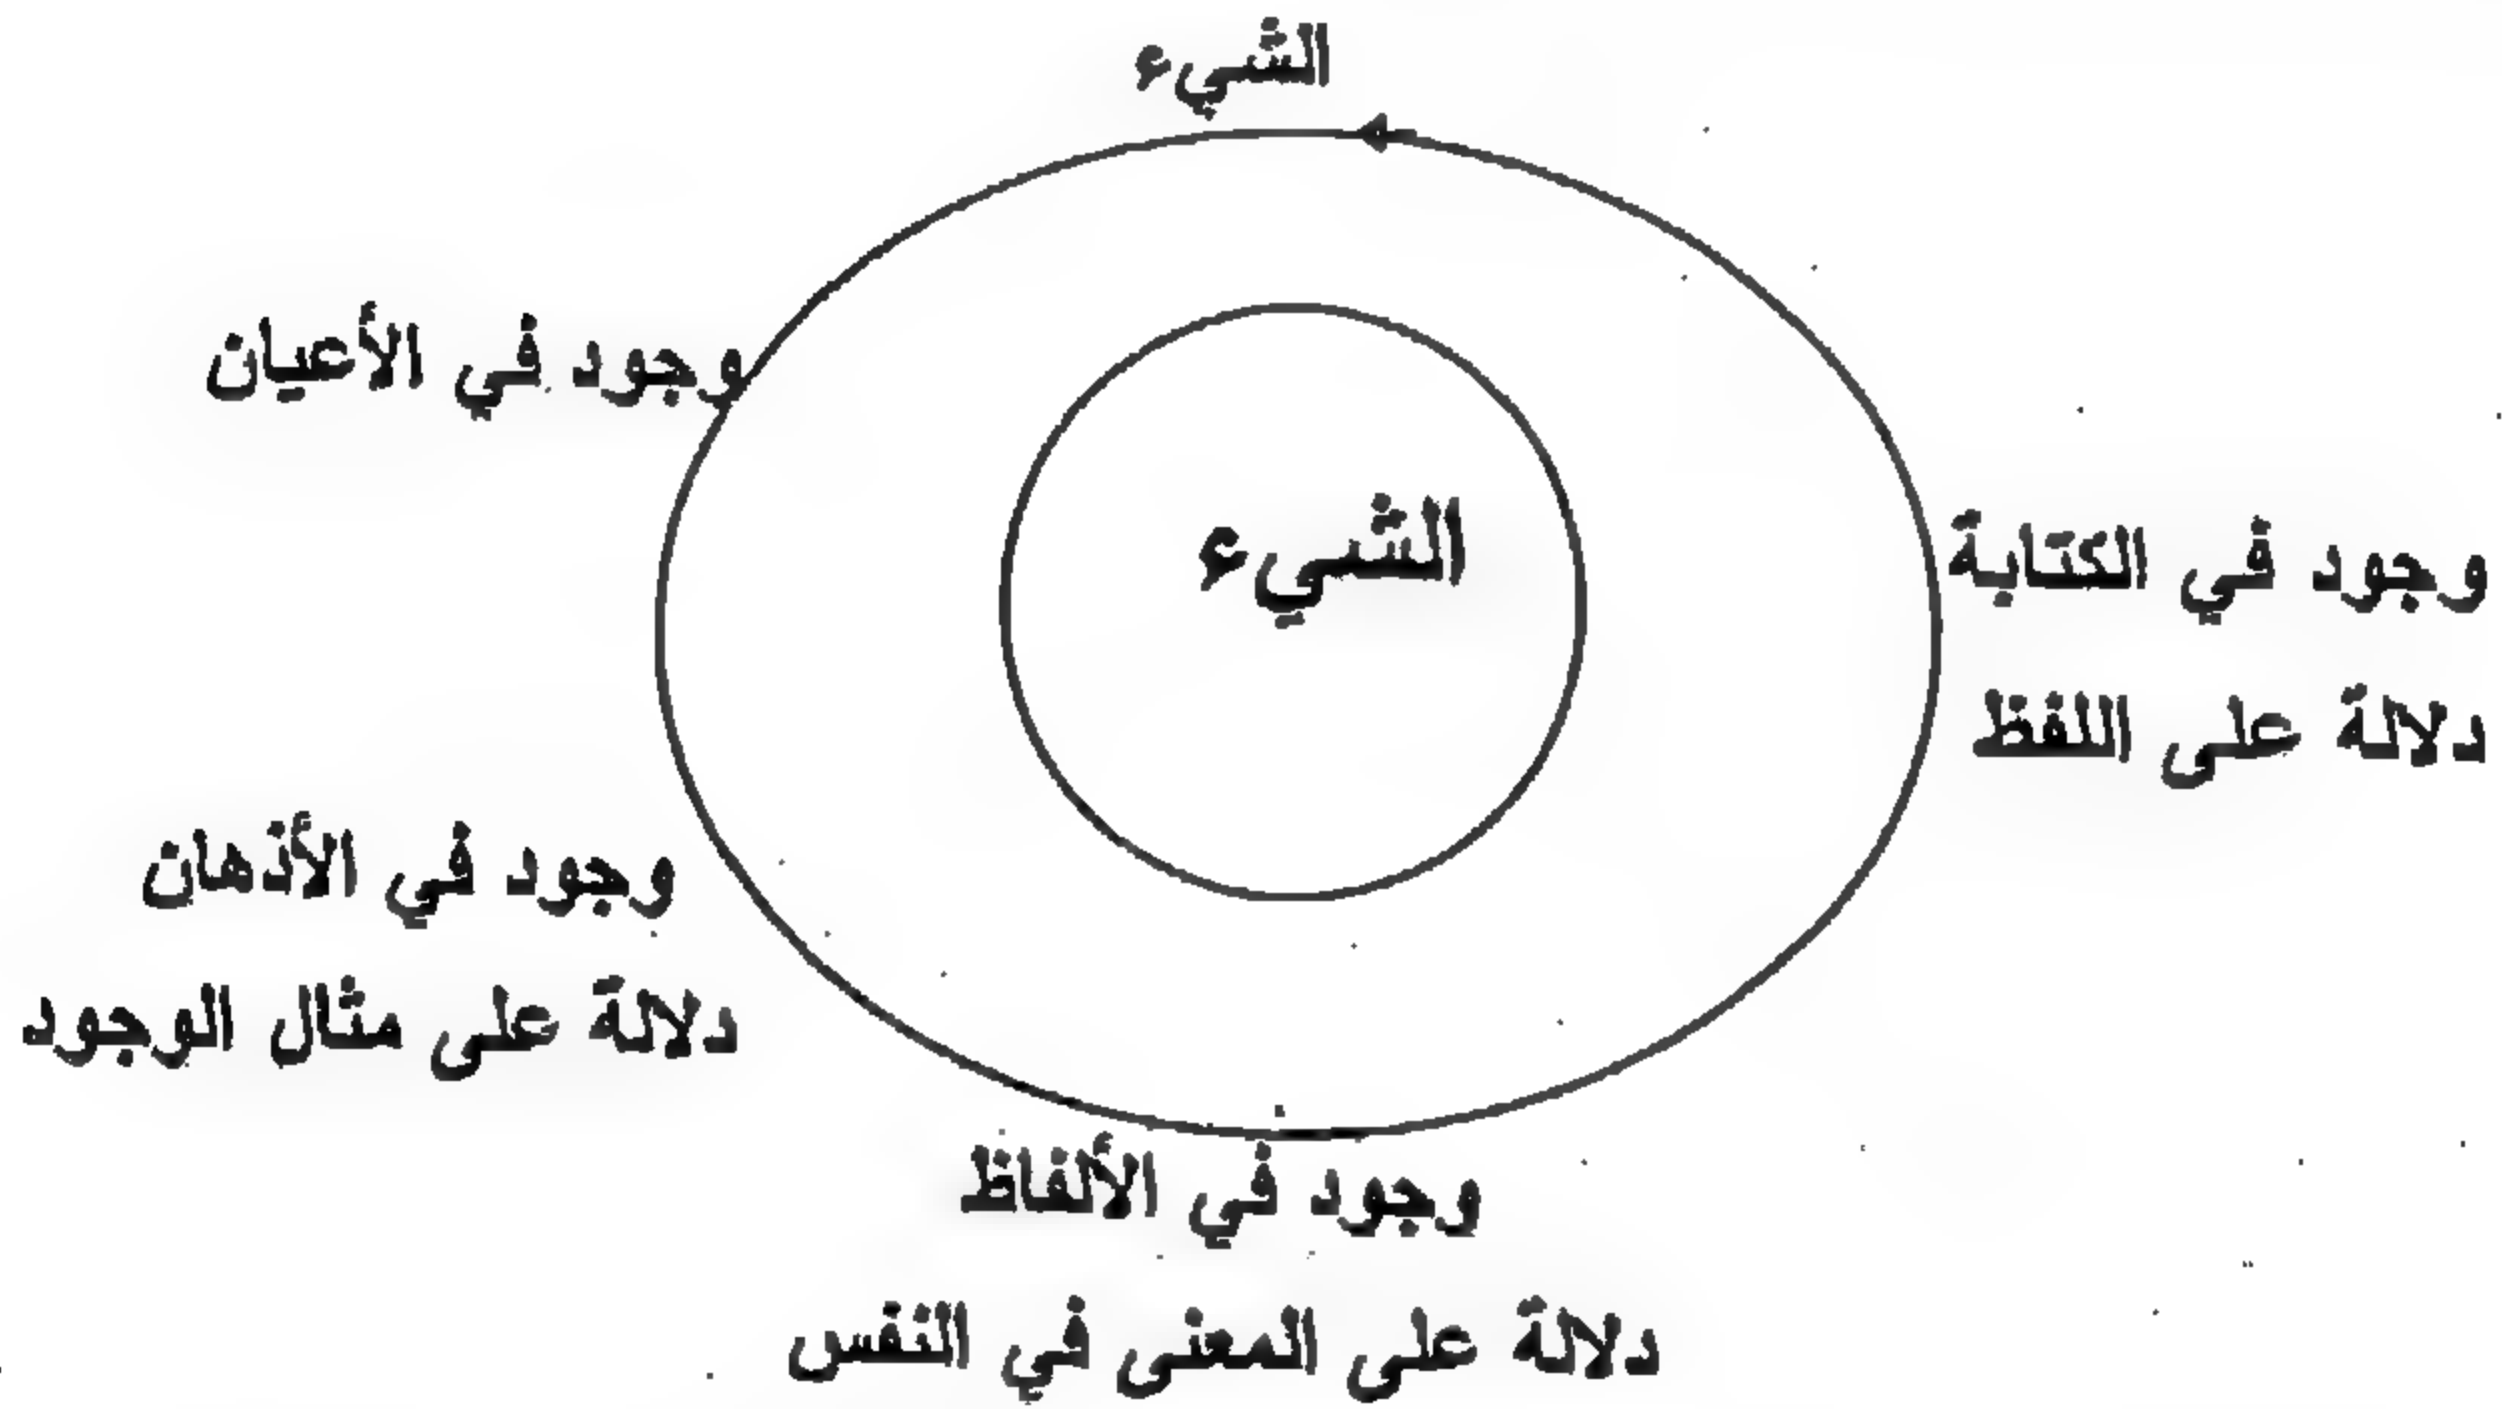 الشيء
وجود في الأعيان
الشيء
وجود في الكتابة
دلالة على اللفظ
وجود في الأذهان
دلالة على مثال الوجود
وجود في الألفاظ
دلالة على المعنى في النفس